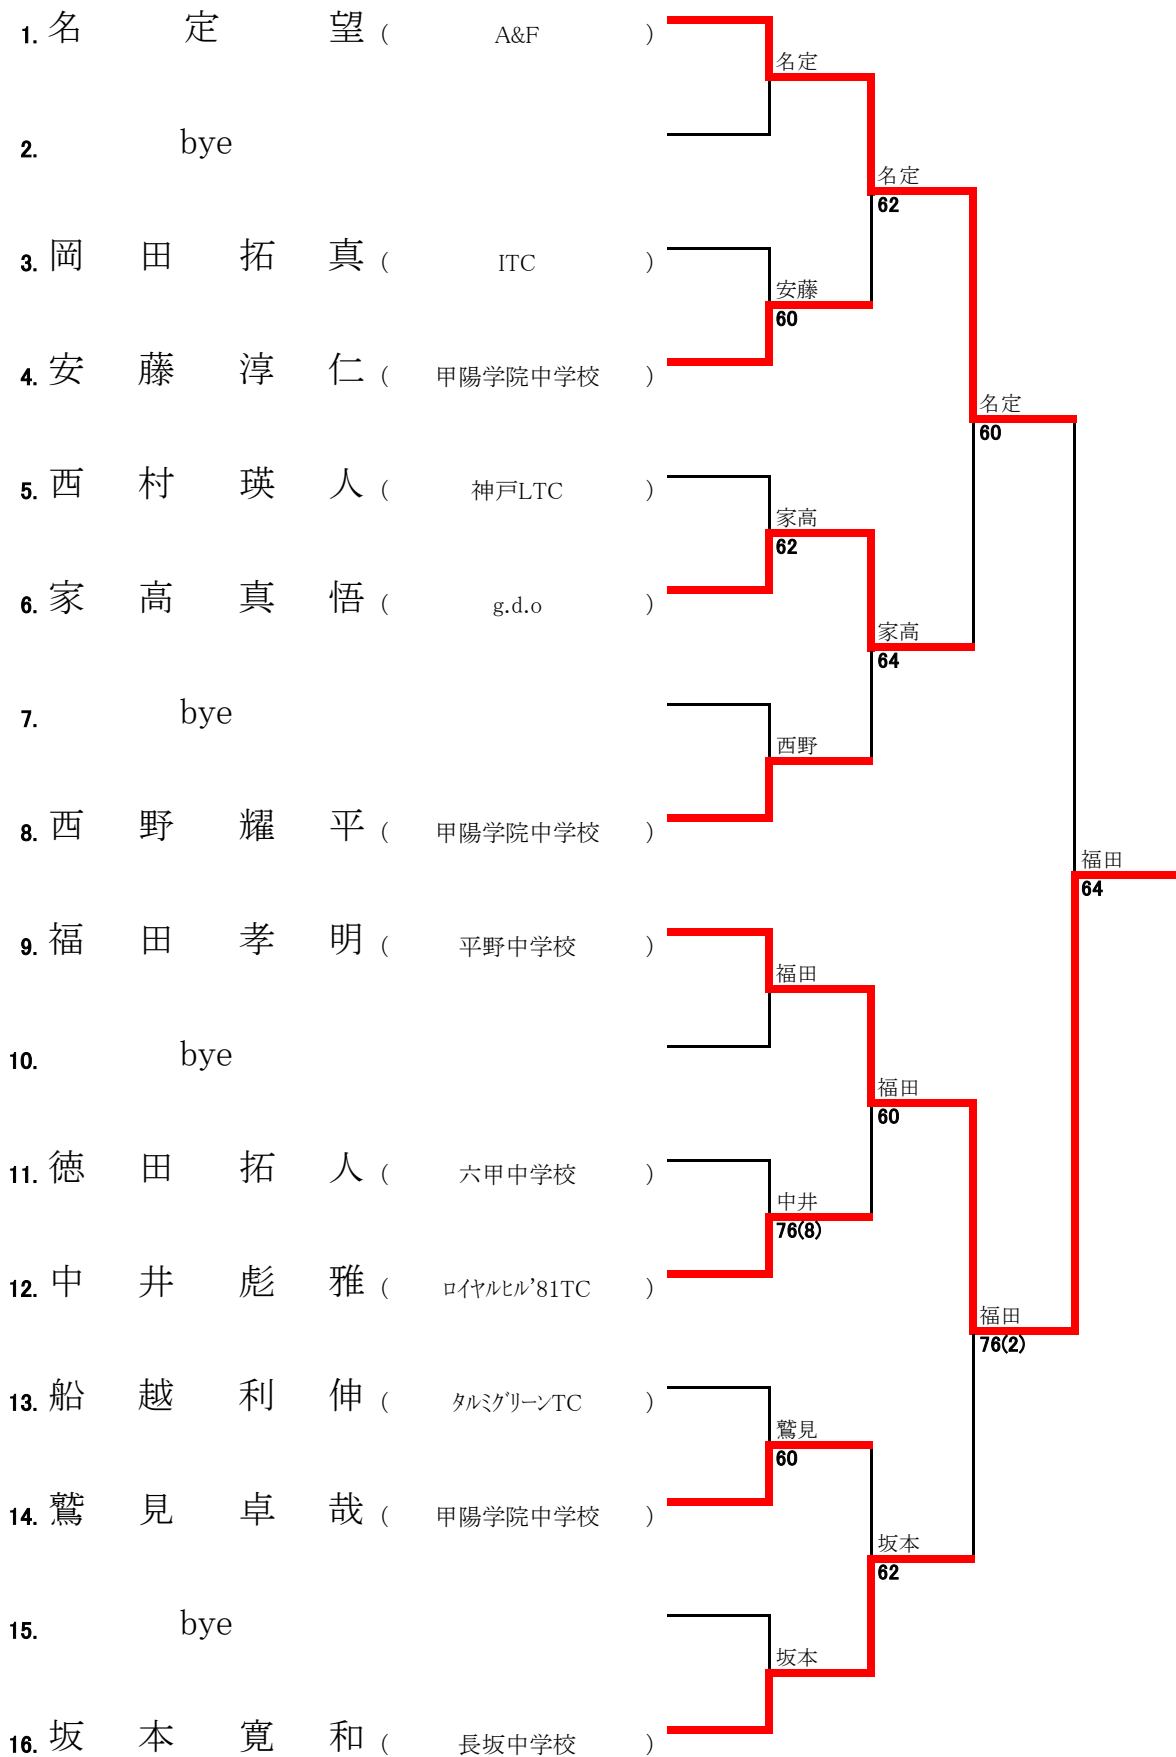 1. 名定望 ( A&F )
名定
2. bye
名定
62
3. 岡田拓真 ( ITC )
安藤
60
4. 安藤淳仁 ( 甲陽学院中学校 )
名定
60
5. 西村瑛人 ( 神戸LTC )
家高
62
6. 家高真悟 ( g.d.o )
家高
64
7. bye
西野
8. 西野耀平 ( 甲陽学院中学校 )
福田
64
9. 福田孝明 ( 平野中学校 )
福田
10. bye
福田
60
11. 徳田拓人 ( 六甲中学校 )
中井
76(8)
12. 中井彪雅 ( ロイヤルヒル’81TC )
福田
76(2)
13. 船越利伸 ( タルミグリーンTC )
鷲見
60
14. 鷲見卓哉 ( 甲陽学院中学校 )
坂本
62
15. bye
坂本
16. 坂本寛和 ( 長坂中学校 )